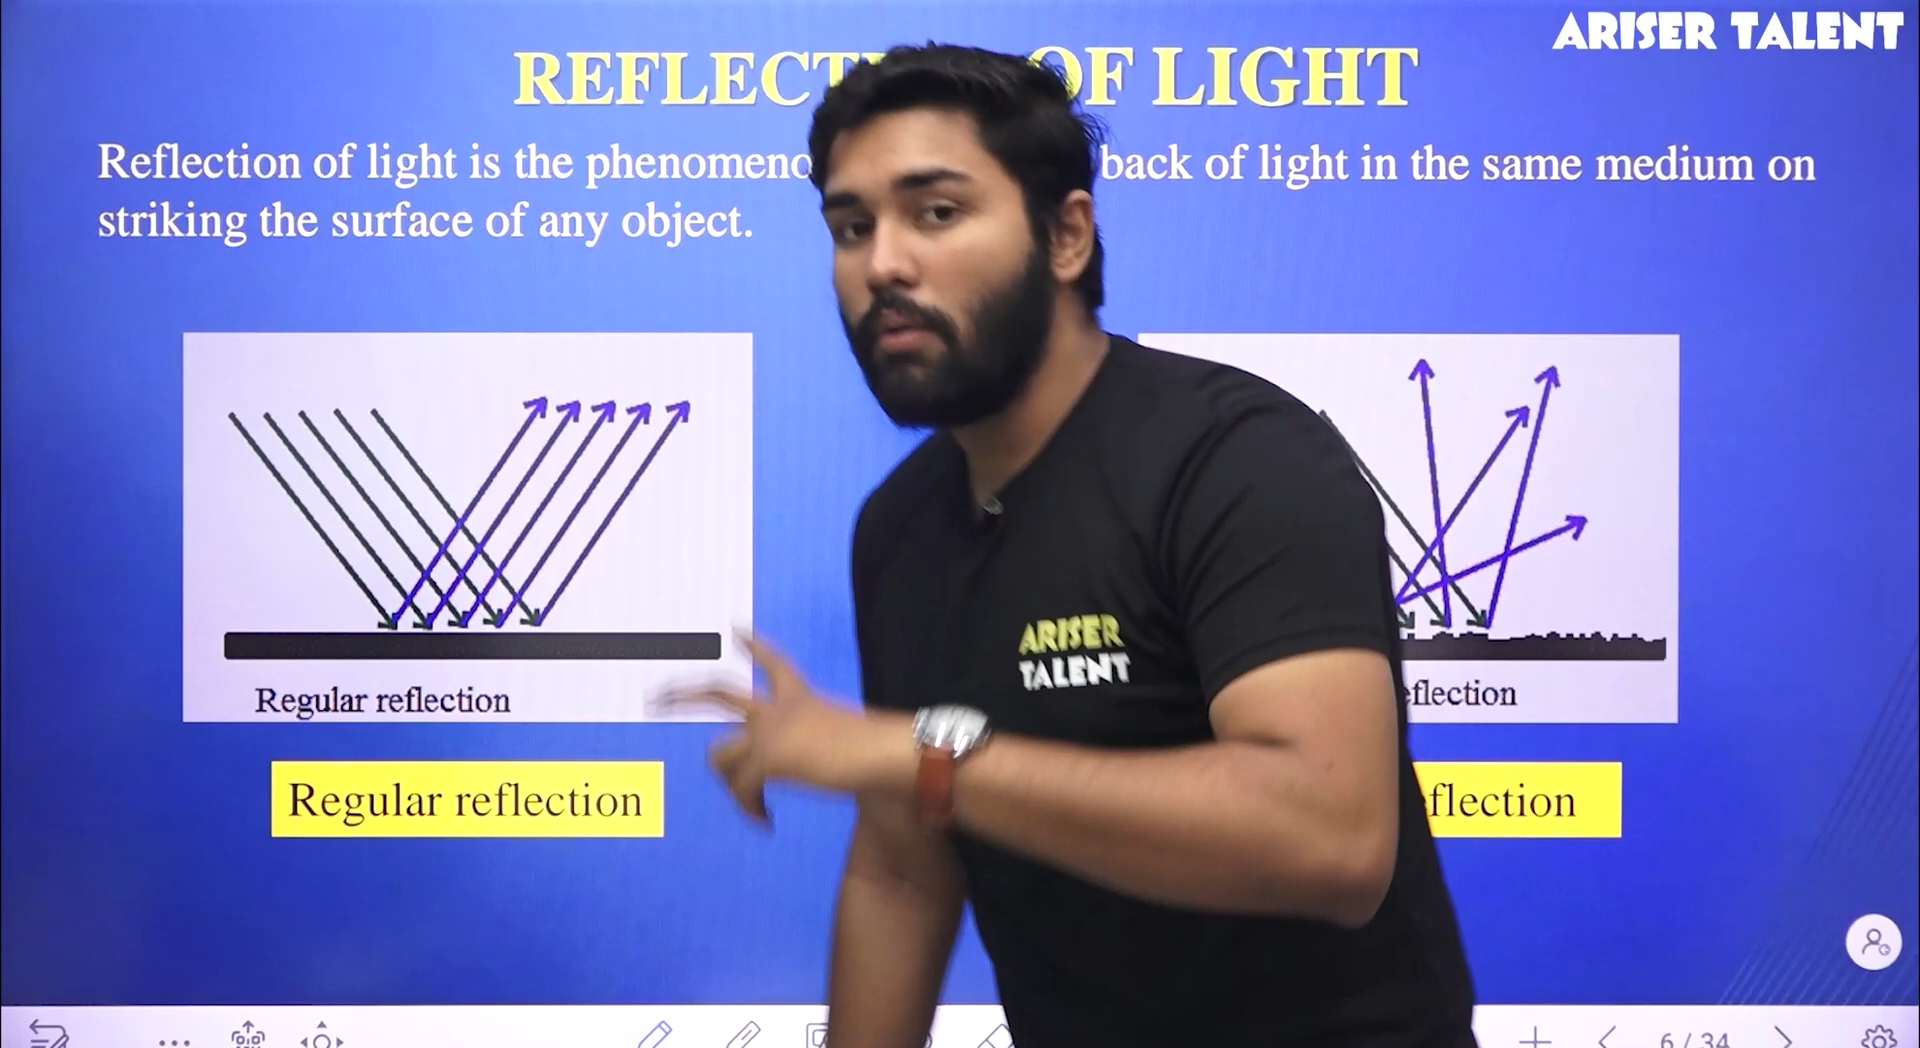 ARISER TALENT
REFLECT OF LIGHT
Reflection of light is the phenomeno back of light in the same medium on
striking the surface of any object.
Regular reflection
eflection
Regular reflection
flection
ARISER
TALENT
6 / 34